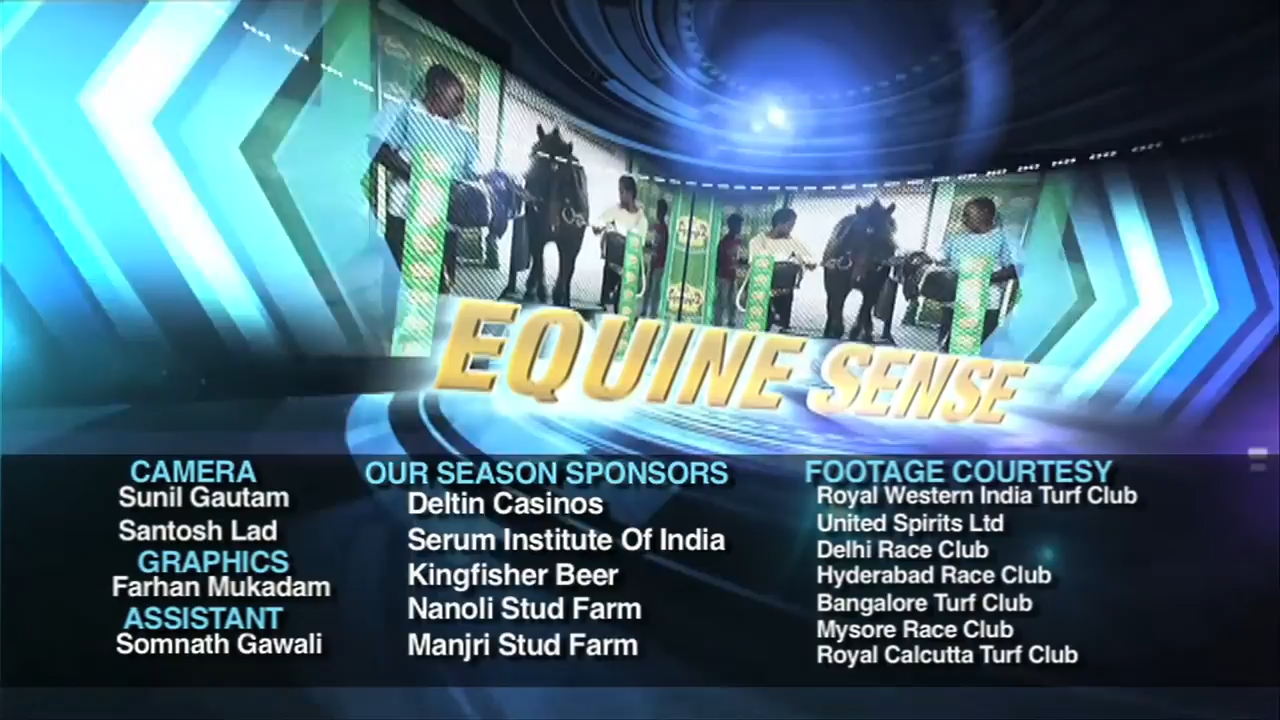 EQUINE SENSE
CAMERA
Sunil Gautam
Santosh Lad
GRAPHICS
Farhan Mukadam
ASSISTANT
Somnath Gawali
OUR SEASON SPONSORS
Deltin Casinos
Serum Institute Of India
Kingfisher Beer
Nanoli Stud Farm
Manjri Stud Farm
FOOTAGE COURTESY
Royal Western India Turf Club
United Spirits Ltd
Delhi Race Club
Hyderabad Race Club
Bangalore Turf Club
Mysore Race Club
Royal Calcutta Turf Club